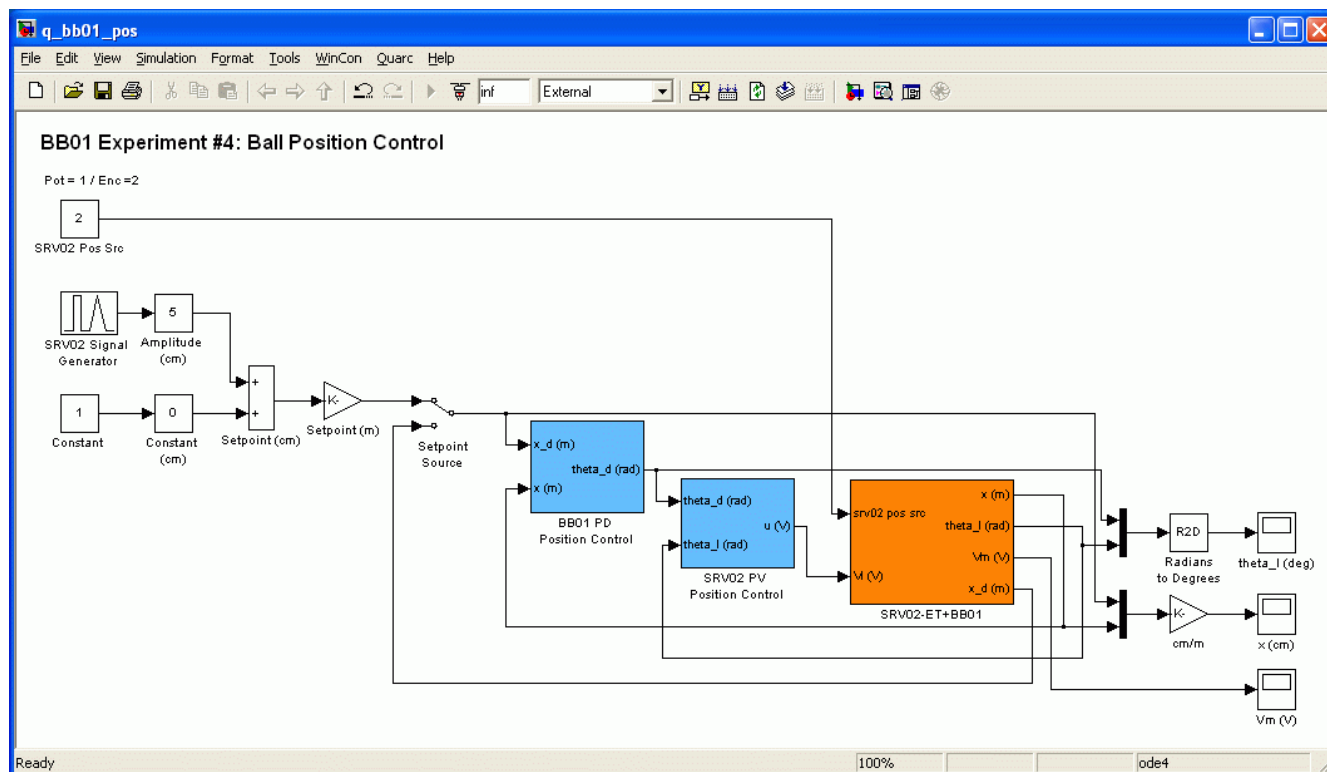 q_bb01_pos
File Edit View Simulation Format Tools WinCon Quarc Help
inf External
BB01 Experiment #4: Ball Position Control
Pot = 1 / Enc =2
2
SRV02 Pos Src
SRV02 Signal
Generator
5
Amplitude
(cm)
1
Constant
0
Constant
(cm)
+
+
Setpoint (cm)
K-
Setpoint (m)
Setpoint
Source
x_d (m)
theta_d (rad)
x (m)
BB01 PD
Position Control
theta_d (rad)
u (V)
theta_l (rad)
SRV02 PV
Position Control
x (m)
srv02 pos src
theta_l (rad)
Vm (V)
Vl (V)
x_d (m)
SRV02-ET+BB01
R2D
Radians
to Degrees
theta_l (deg)
K-
cm/m
x (cm)
Vm (V)
Ready 100% ode4